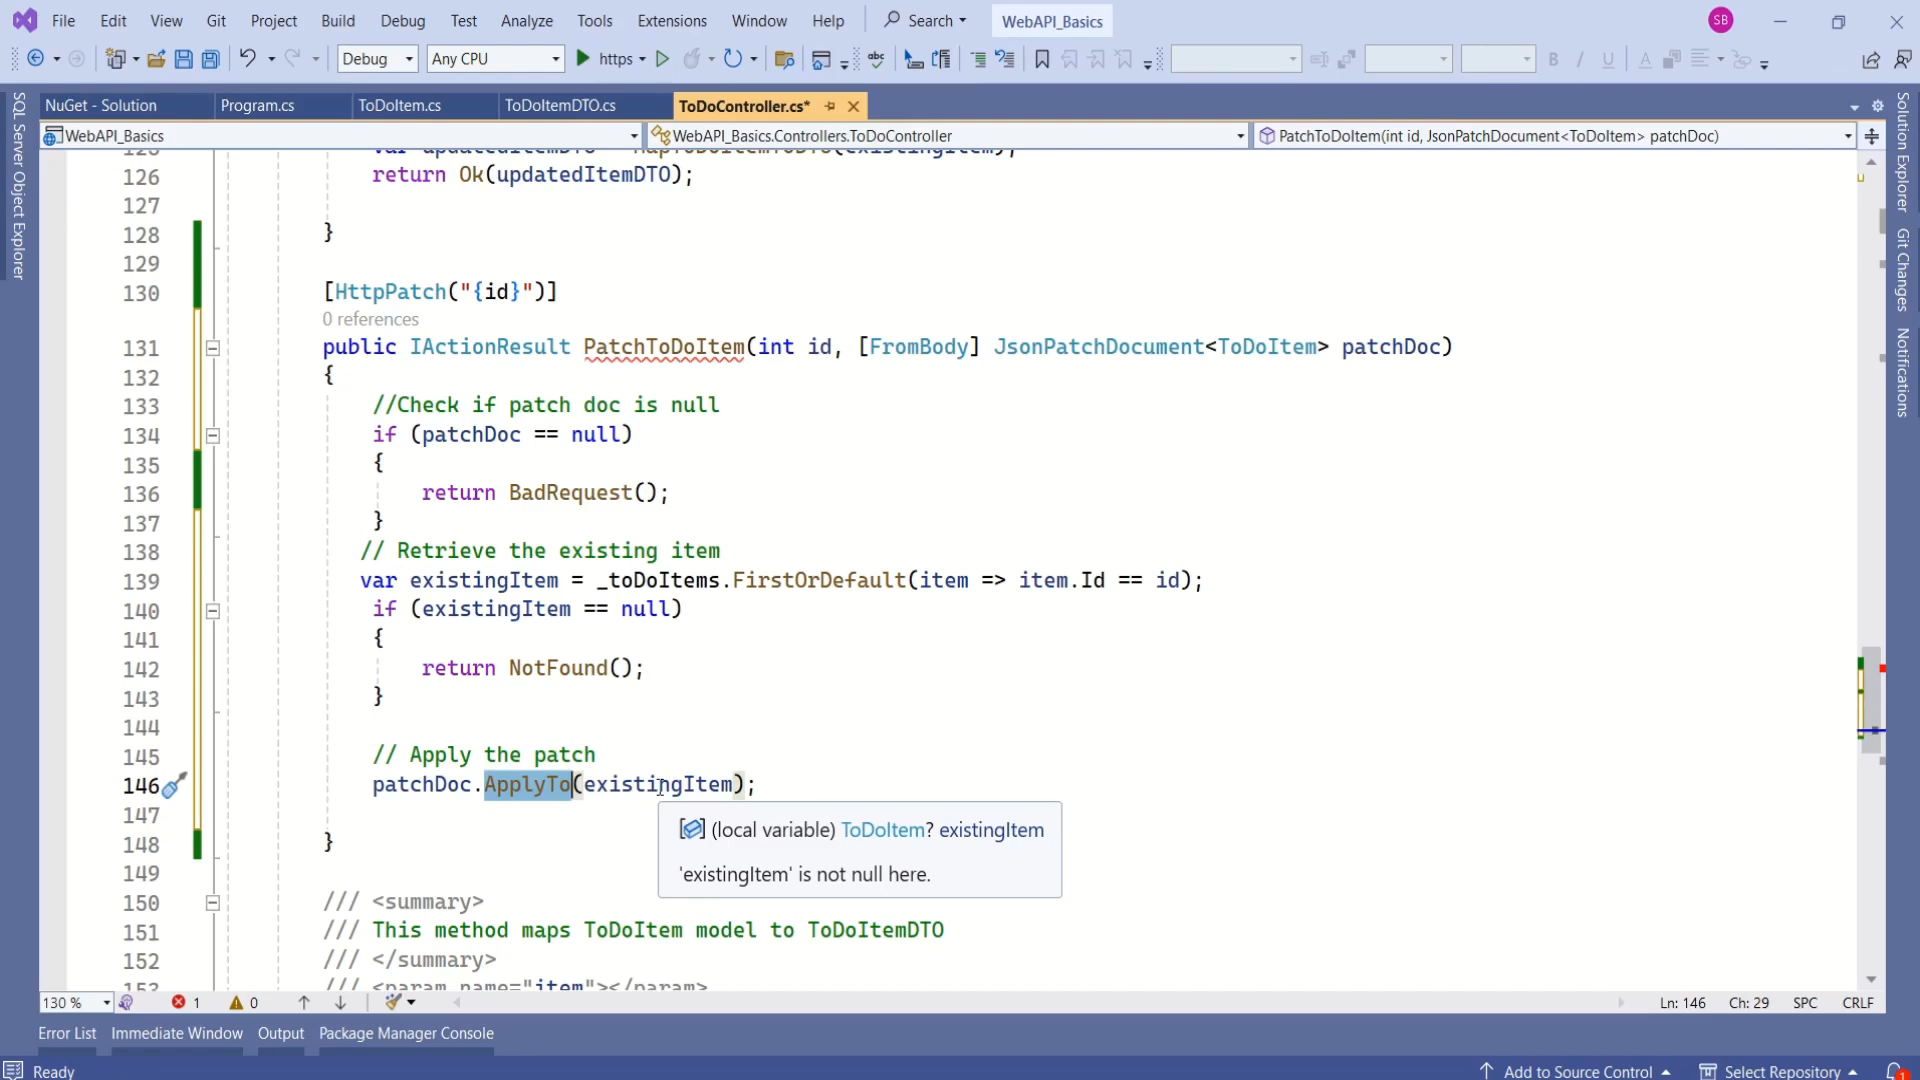 File Edit View Git Project Build Debug Test Analyze Tools Extensions Window Help Search WebAPI_Basics SB
Debug Any CPU https
NuGet - Solution Program.cs ToDoItem.cs ToDoItemDTO.cs ToDoController.cs*
WebAPI_Basics WebAPI_Basics.Controllers.ToDoController PatchToDoItem(int id, JsonPatchDocument<ToDoItem> patchDoc)
SQL Server Object Explorer
Solution Explorer
Git Changes
Notifications
126 return Ok(updatedItemDTO);
127
128 }
129
130 [HttpPatch("{id}")]
0 references
131 public IActionResult PatchToDoItem(int id, [FromBody] JsonPatchDocument<ToDoItem> patchDoc)
132 {
133 //Check if patch doc is null
134 if (patchDoc == null)
135 {
136 return BadRequest();
137 }
138 // Retrieve the existing item
139 var existingItem = _toDoItems.FirstOrDefault(item => item.Id == id);
140 if (existingItem == null)
141 {
142 return NotFound();
143 }
144
145 // Apply the patch
146 patchDoc.ApplyTo(existingItem);
147
(local variable) ToDoItem? existingItem
'existingItem' is not null here.
148 }
149
150 /// <summary>
151 /// This method maps ToDoItem model to ToDoItemDTO
152 /// </summary>
/// <param name="item"></param>
130 % 1 0 Ln: 146 Ch: 29 SPC CRLF
Error List Immediate Window Output Package Manager Console
Ready Add to Source Control Select Repository 1